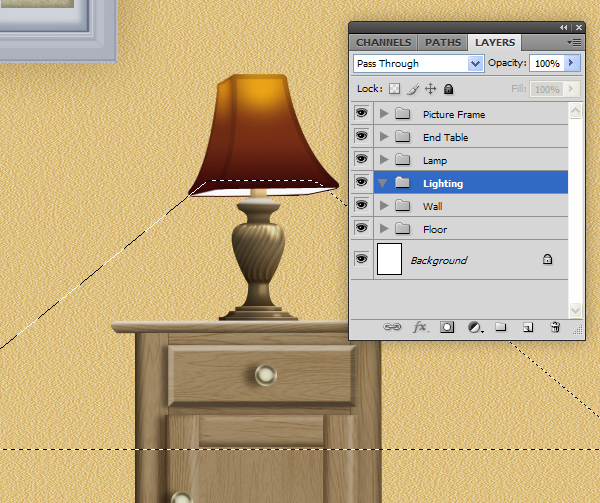 CHANNELS PATHS LAYERS
Pass Through Opacity: 100%
Lock: Fill: 100%
Picture Frame
End Table
Lamp
Lighting
Wall
Floor
Background
fx